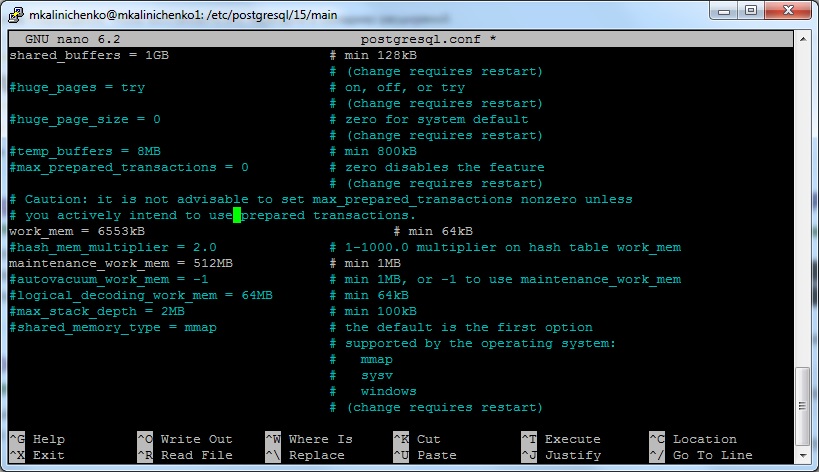 mkalinichenko@mkalinichenko1: /etc/postgresql/15/main
GNU nano 6.2 postgresql.conf *
shared_buffers = 1GB # min 128kB
# (change requires restart)
#huge_pages = try # on, off, or try
# (change requires restart)
#huge_page_size = 0 # zero for system default
# (change requires restart)
#temp_buffers = 8MB # min 800kB
#max_prepared_transactions = 0 # zero disables the feature
# (change requires restart)
# Caution: it is not advisable to set max_prepared_transactions nonzero unless
# you actively intend to use prepared transactions.
work_mem = 6553kB # min 64kB
#hash_mem_multiplier = 2.0 # 1-1000.0 multiplier on hash table work_mem
maintenance_work_mem = 512MB # min 1MB
#autovacuum_work_mem = -1 # min 1MB, or -1 to use maintenance_work_mem
#logical_decoding_work_mem = 64MB # min 64kB
#max_stack_depth = 2MB # min 100kB
#shared_memory_type = mmap # the default is the first option
# supported by the operating system:
# mmap
# sysv
# windows
# (change requires restart)
^G Help ^O Write Out ^W Where Is ^K Cut ^T Execute ^C Location
^X Exit ^R Read File ^\ Replace ^U Paste ^J Justify ^/ Go To Line